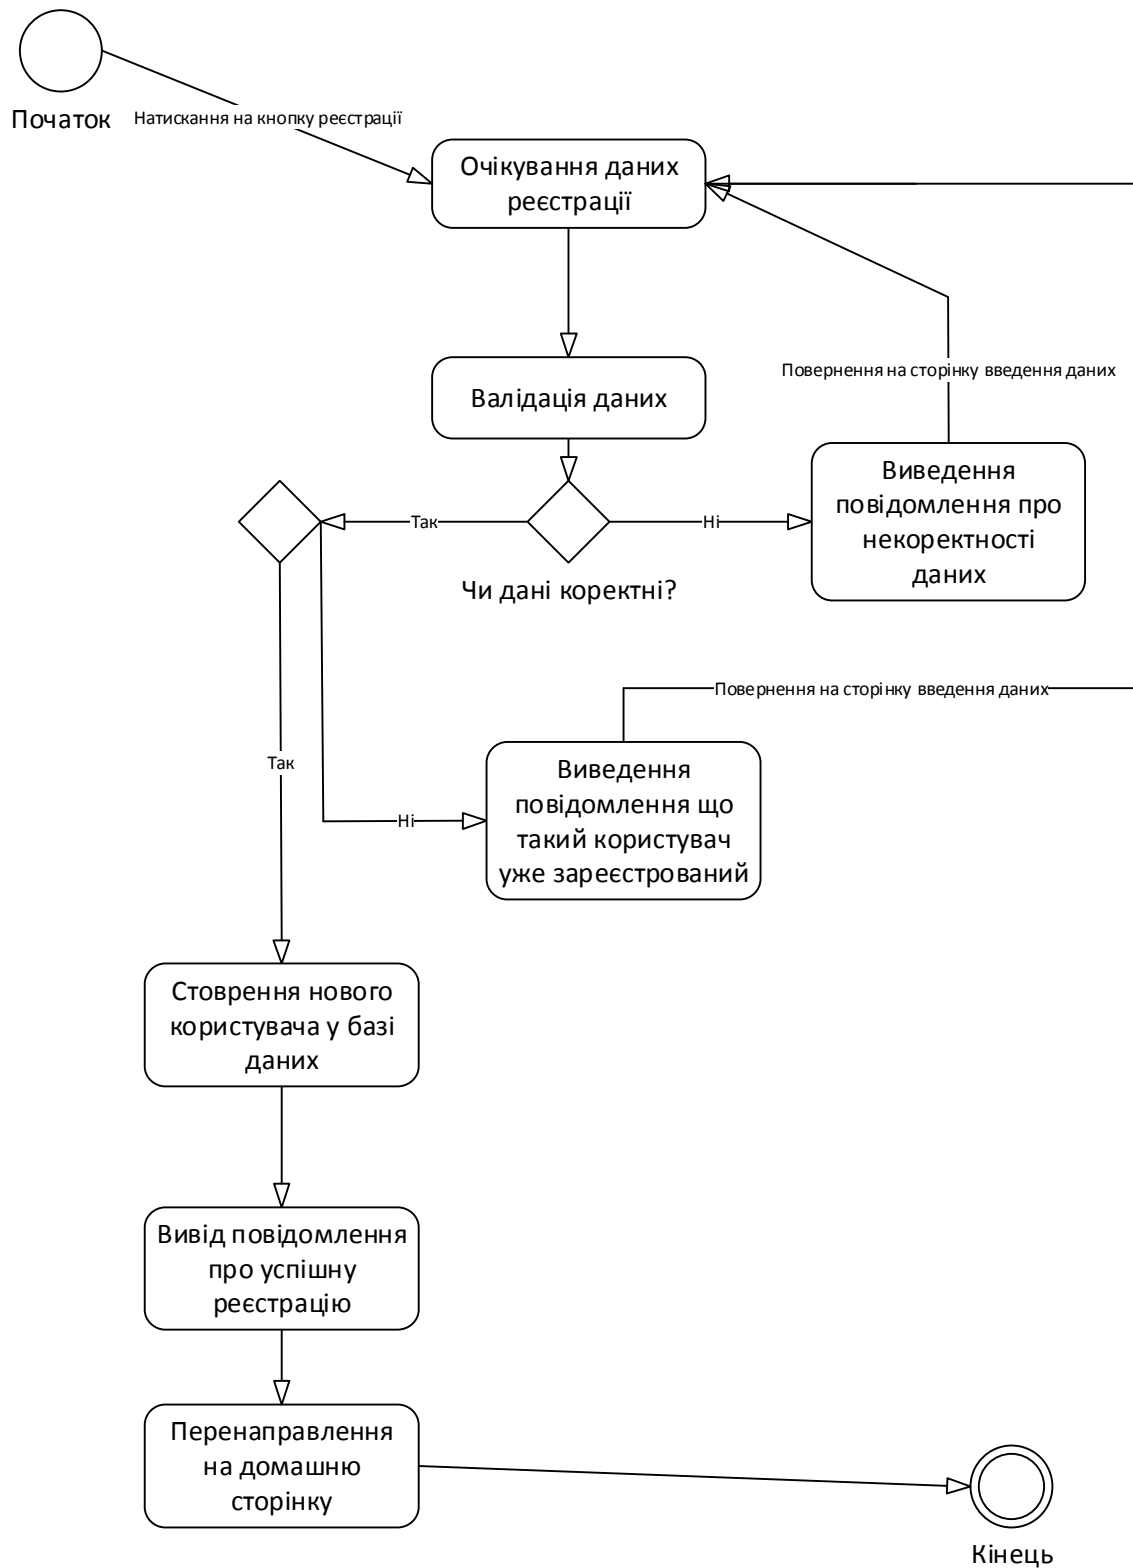 Початок
Натискання на кнопку реєстрації
Очікування даних
реєстрації
Валідація даних
Повернення на сторінку введення даних
Виведення
повідомлення про
некоректності
даних
Так
Ні
Чи дані коректні?
Повернення на сторінку введення даних
Так
Виведення
повідомлення що
такий користувач
уже зареєстрований
Ні
Стоврення нового
користувача у базі
даних
Вивід повідомлення
про успішну
реєстрацію
Перенаправлення
на домашню
сторінку
Кінець